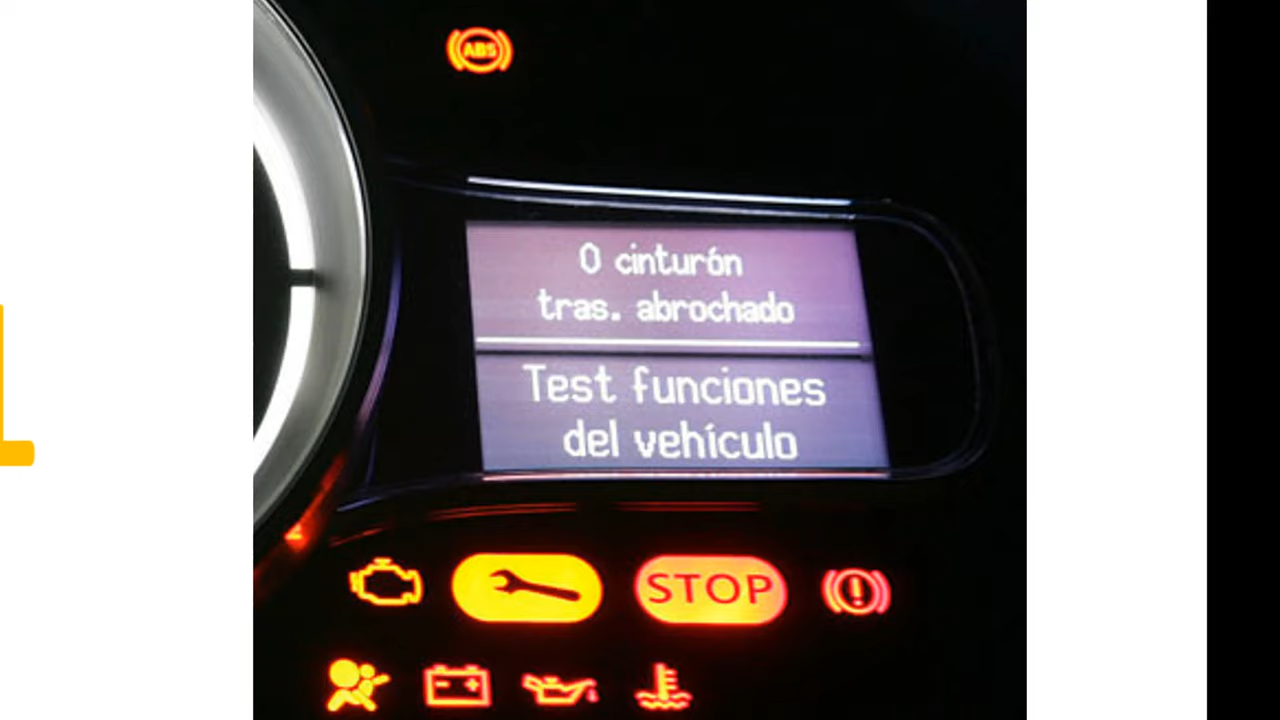 ABS
0 cinturón
tras. abrochado
Test funciones
del vehículo
STOP